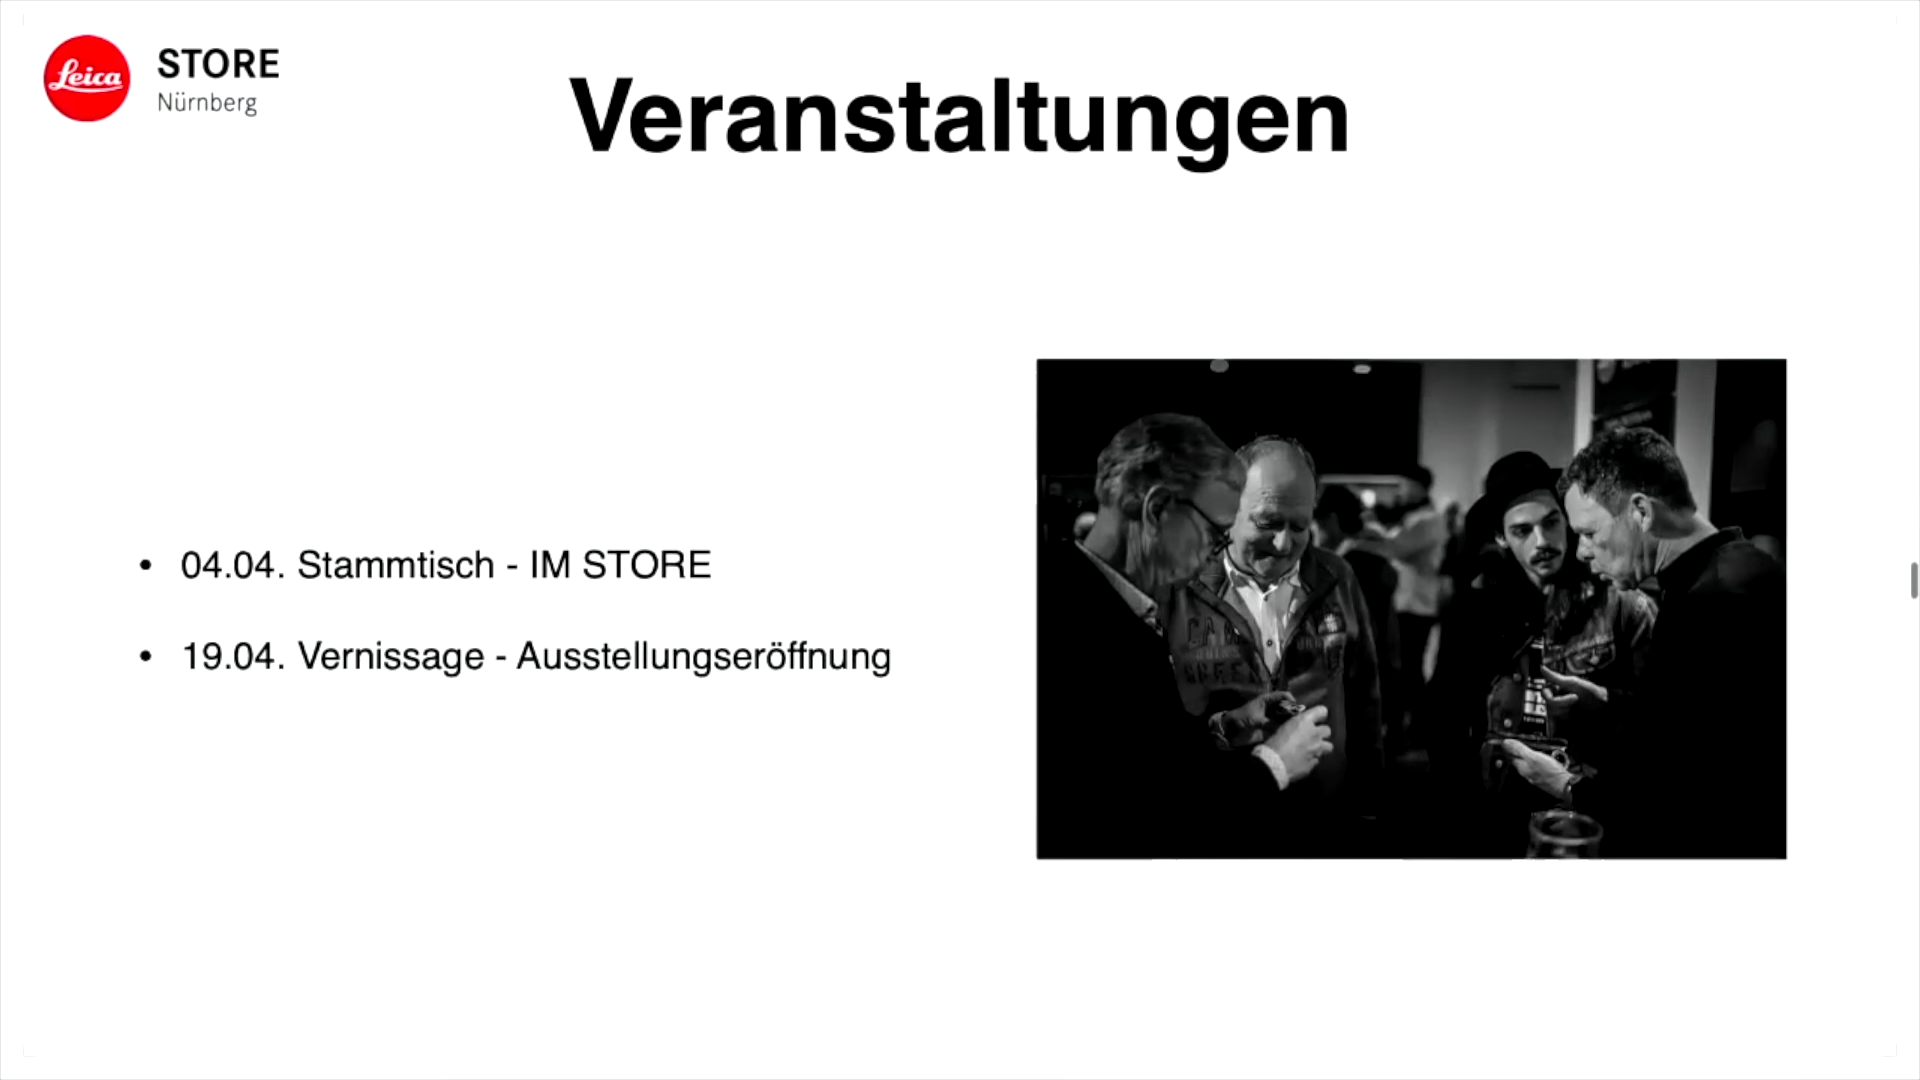 Leica
STORE
Nürnberg
Veranstaltungen
• 04.04. Stammtisch - IM STORE
• 19.04. Vernissage - Ausstellungseröffnung